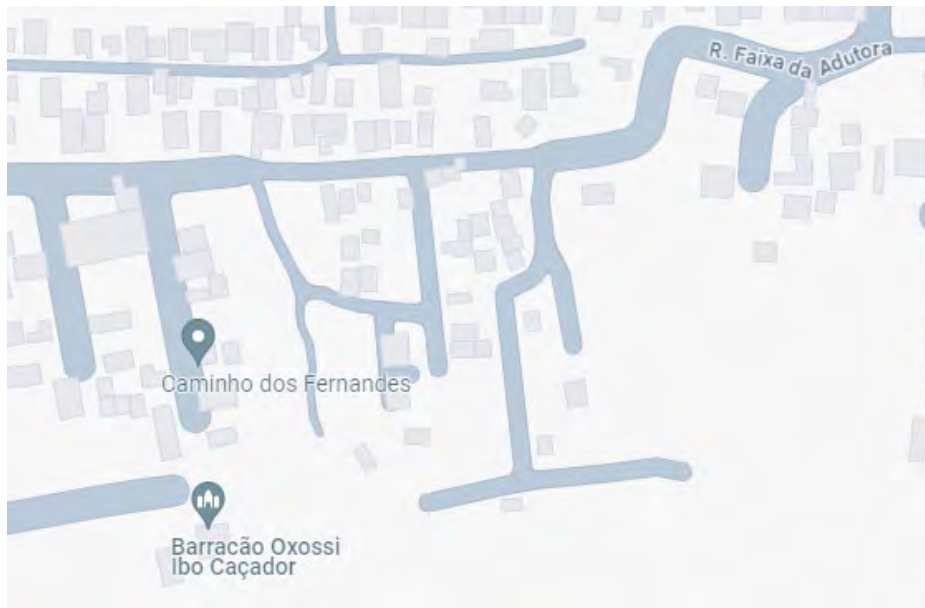 R. Faixa da Adutora
Caminho dos Fernandes
Barracão Oxossi
Ibo Caçador